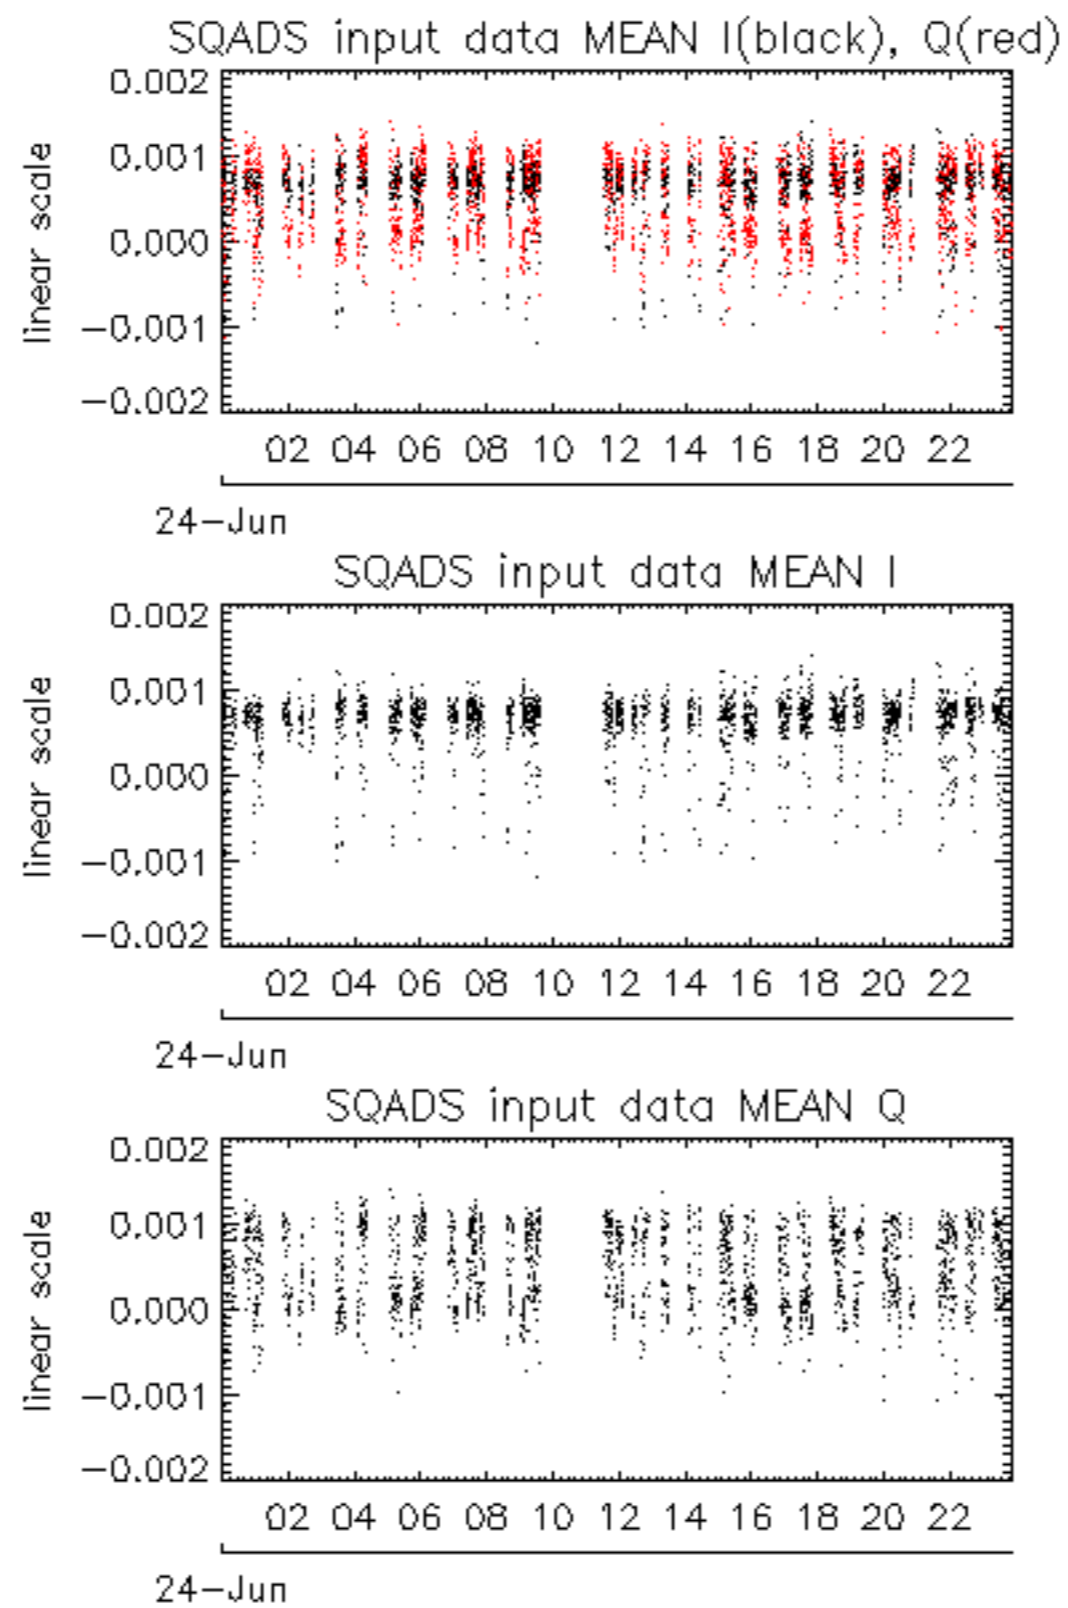 SQADS input data MEAN I(black), Q(red)
0.002
0.001
0.000
−0.001
−0.002
linear scale
02 04 06 08 10 12 14 16 18 20 22
24−Jun
SQADS input data MEAN I
0.002
0.001
0.000
−0.001
−0.002
linear scale
02 04 06 08 10 12 14 16 18 20 22
24−Jun
SQADS input data MEAN Q
0.002
0.001
0.000
−0.001
−0.002
linear scale
02 04 06 08 10 12 14 16 18 20 22
24−Jun